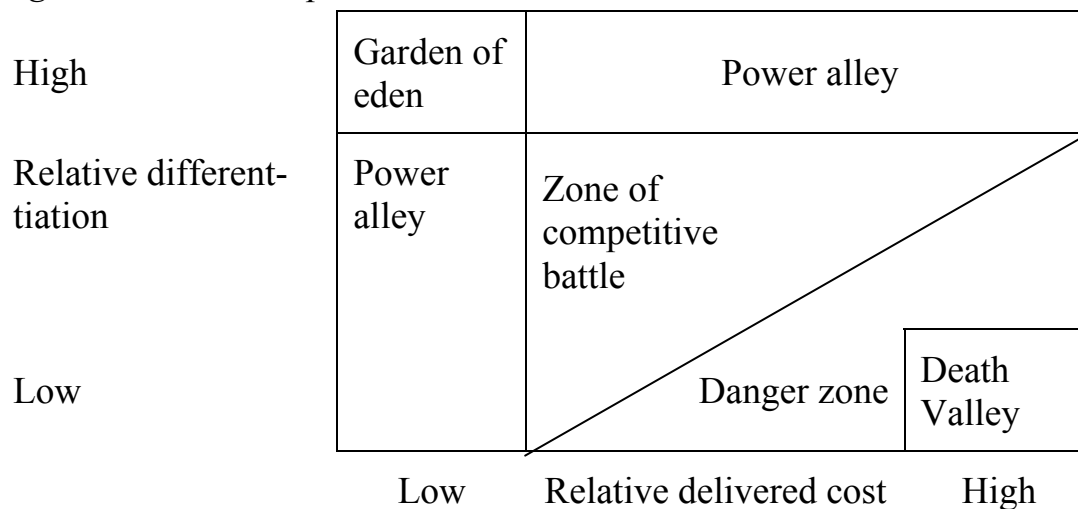 High
Garden of
eden
Power alley
Relative different-
tiation
Power
alley
Zone of
competitive
battle
Low
Danger zone
Death
Valley
Low
Relative delivered cost
High